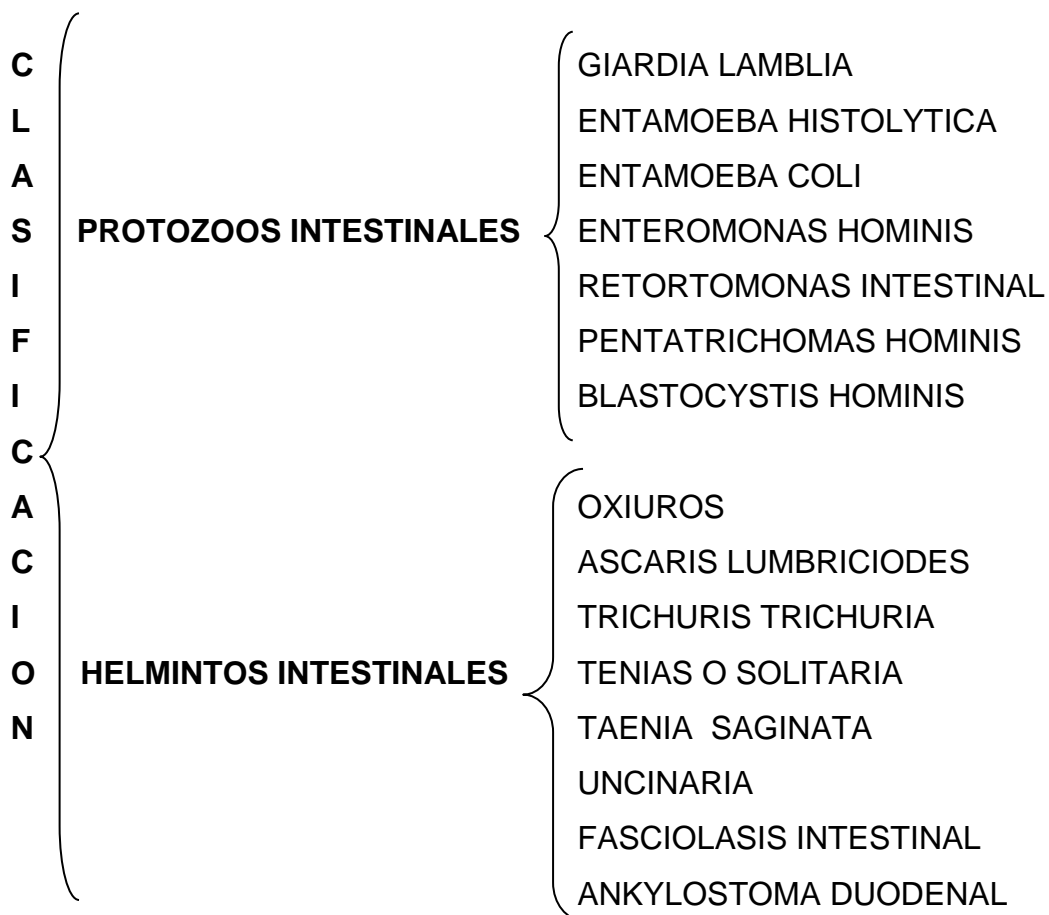 CLASIFICACION
PROTOZOOS INTESTINALES
GIARDIA LAMBLIA
ENTAMOEBA HISTOLYTICA
ENTAMOEBA COLI
ENTEROMONAS HOMINIS
RETORTOMONAS INTESTINAL
PENTATRICHOMAS HOMINIS
BLASTOCYSTIS HOMINIS
HELMINTOS INTESTINALES
OXIUROS
ASCARIS LUMBRICIODES
TRICHURIS TRICHURIA
TENIAS O SOLITARIA
TAENIA SAGINATA
UNCINARIA
FASCIOLASIS INTESTINAL
ANKYLOSTOMA DUODENAL